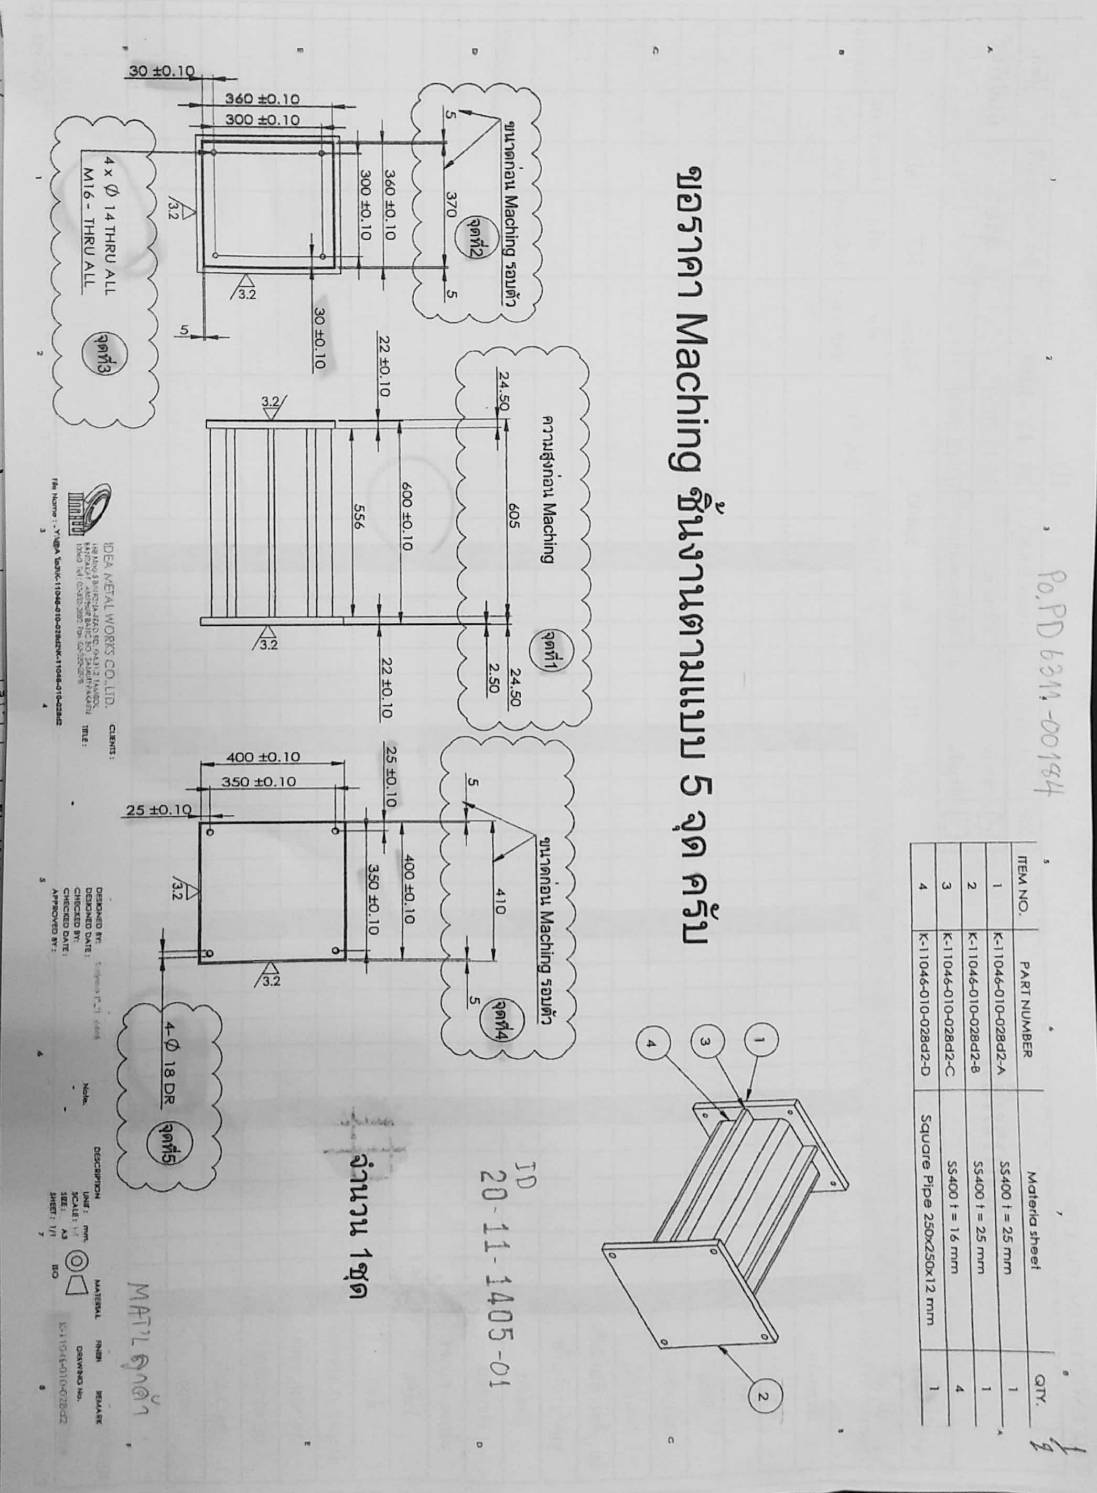 Po.PD 6311-00184
1/2
ITEM NO. PART NUMBER Materia sheet QTY.
1 K-11046-010-028d2-A SS400 t = 25 mm 1
2 K-11046-010-028d2-B SS400 t = 25 mm 1
3 K-11046-010-028d2-C SS400 t = 16 mm 4
4 K-11046-010-028d2-D Square Pipe 250x250x12 mm 1
1
2
3
4
ขอราคา Maching ชิ้นงานตามแบบ 5 จุด ครับ
ขนาดก่อน Maching รอบตัว
จุดที่2
5 370 5
360 ±0.10
300 ±0.10
30 ±0.10
360 ±0.10
300 ±0.10
30 ±0.10
3.2
3.2
5
4 x Ø 14 THRU ALL
M16 - THRU ALL
จุดที่3
ความสูงก่อน Maching
จุดที่1
24.50 605 24.50
2.50
600 ±0.10
22 ±0.10 22 ±0.10
556
3.2
3.2
ขนาดก่อน Maching รอบตัว
จุดที่4
410
5 5
400 ±0.10
25 ±0.10
350 ±0.10
400 ±0.10
350 ±0.10
25 ±0.10
3.2
3.2
4-Ø 18 DR
จุดที่5
ID
20-11-1405-01
จำนวน 1ชุด
MAT'L ลูกค้า
IDEA METAL WORKS CO.,LTD.
File Name :
CLIENTS :
TITLE :
DESIGNED BY:
DESIGNED DATE :
CHECKED BY:
CHECKED DATE :
APPROVED BY :
Note.
DESCRIPTION MATERIAL FINISH REMARK
UNIT : mm.
SCALE :
SIZE : A3
SHEET : 1/1
ISO
DRAWING No.
K-11046-010-028d2